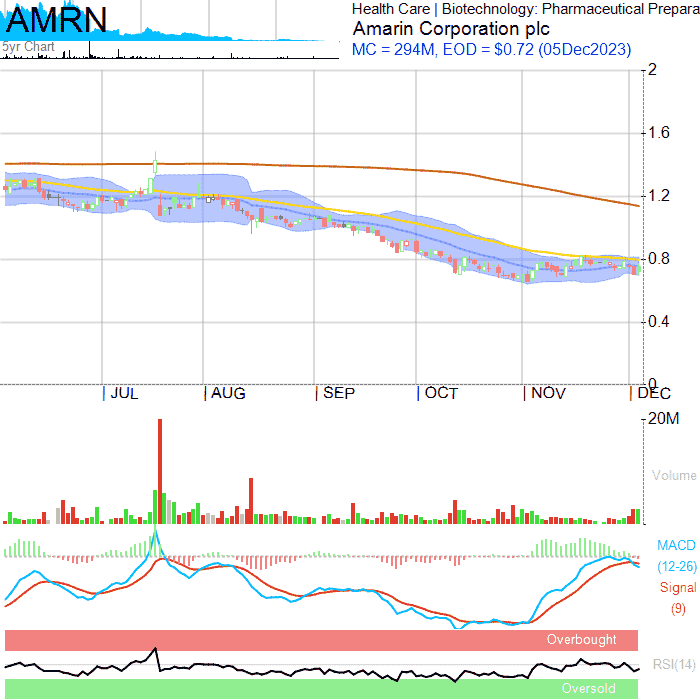 AMRN
5yr Chart
Health Care | Biotechnology: Pharmaceutical Prepara
Amarin Corporation plc
MC = 294M, EOD = $0.72 (05Dec2023)
2
1.6
1.2
0.8
0.4
0
JUL
AUG
SEP
OCT
NOV
DEC
20M
Volume
MACD
(12-26)
Signal
(9)
Overbought
RSI(14)
Oversold